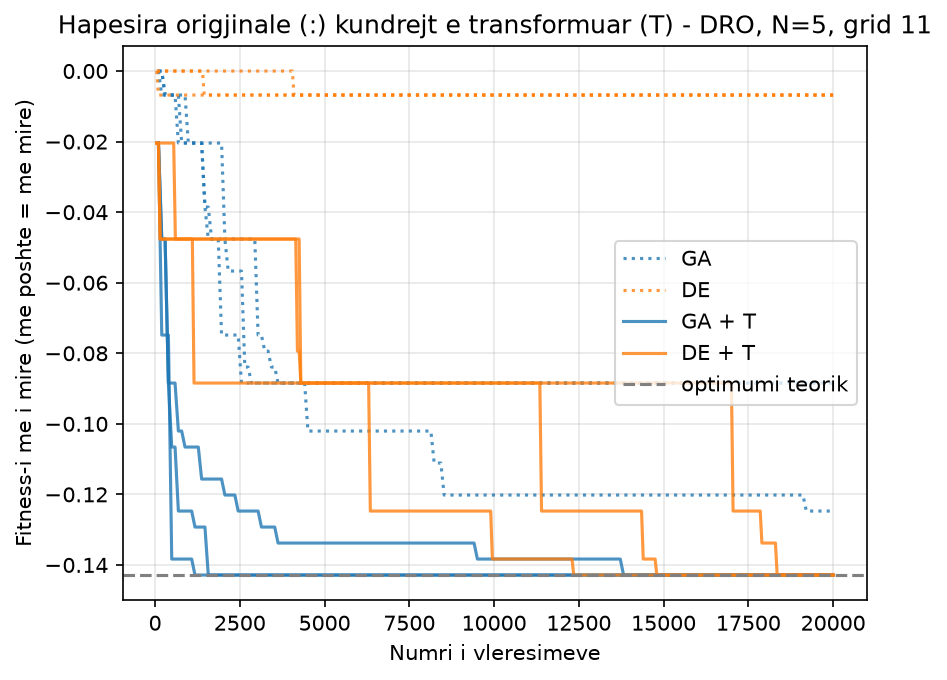 Hapesira origjinale (:) kundrejt e transformuar (T) - DRO, N=5, grid 11
Fitness-i me i mire (me poshte = me mire)
0.00
−0.02
−0.04
−0.06
−0.08
−0.10
−0.12
−0.14
GA
DE
GA + T
DE + T
optimumi teorik
0
2500
5000
7500
10000
12500
15000
17500
20000
Numri i vleresimeve